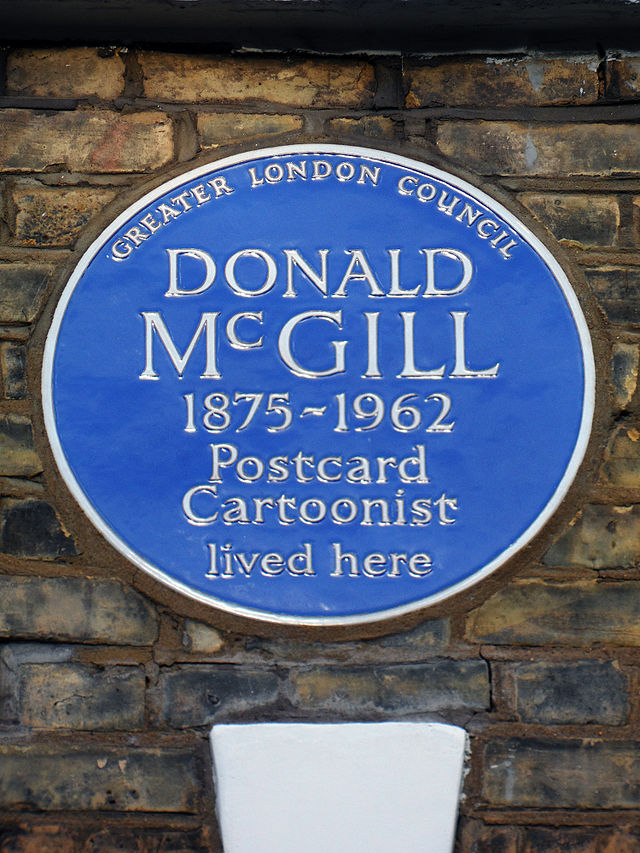 GREATER LONDON COUNCIL
DONALD
McGILL
1875~1962
Postcard
Cartoonist
lived here